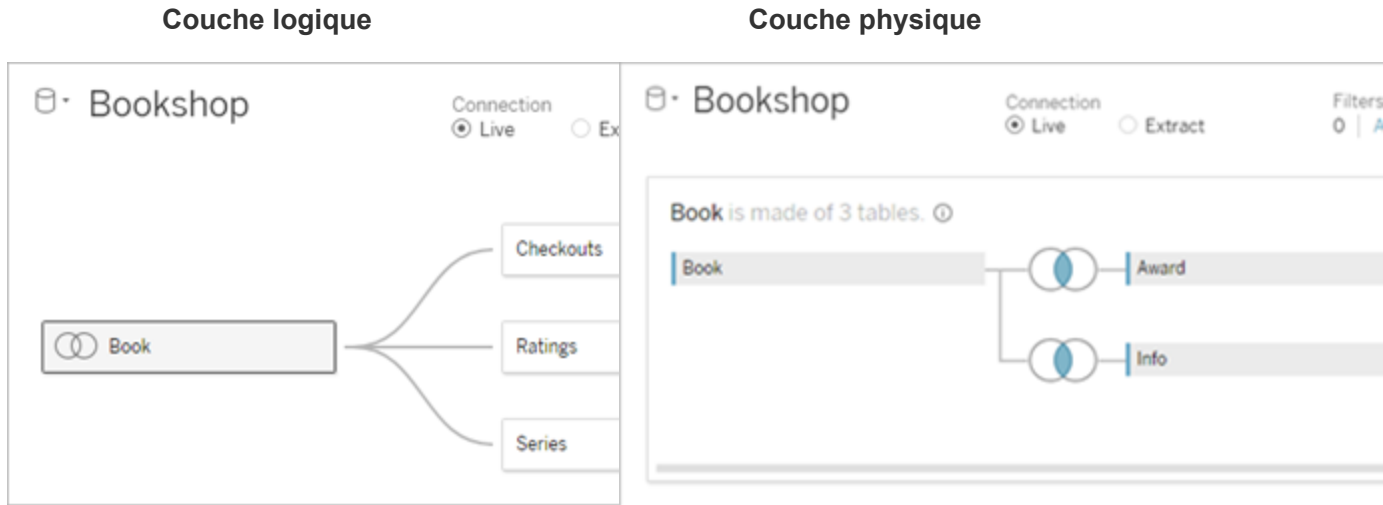 Couche logique
Couche physique
Bookshop
Connection
Live
Ex
Checkouts
Book
Ratings
Series
Bookshop
Connection
Live Extract
Filters
0 | A
Book is made of 3 tables.
Book
Award
Info